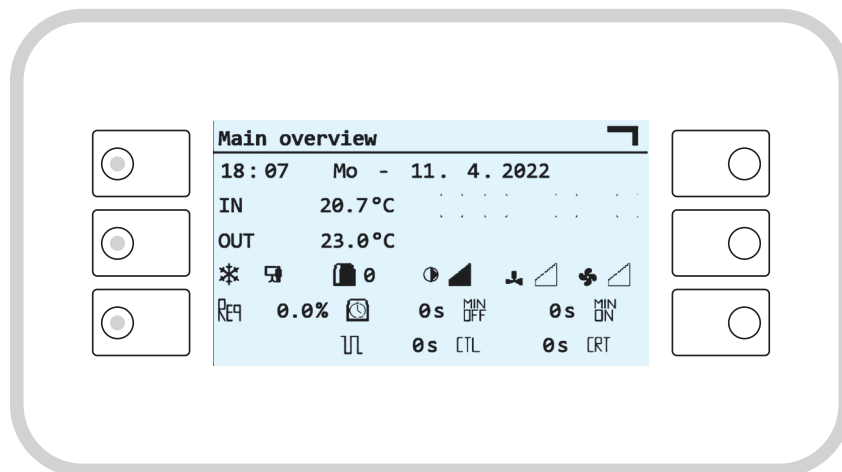 Main overview
18:07 Mo - 11. 4. 2022
IN 20.7°C
OUT 23.0°C
0
REQ 0.0% 0s MIN OFF 0s MIN ON
0s CTL 0s CRT